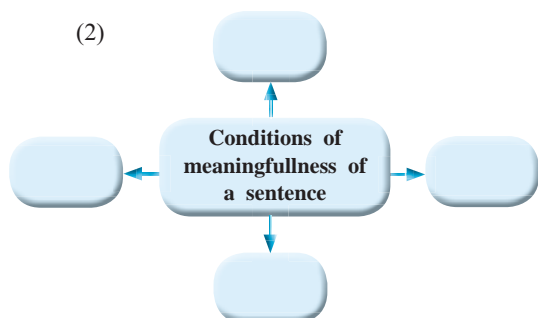 (2)
Conditions of
meaningfullness of
a sentence